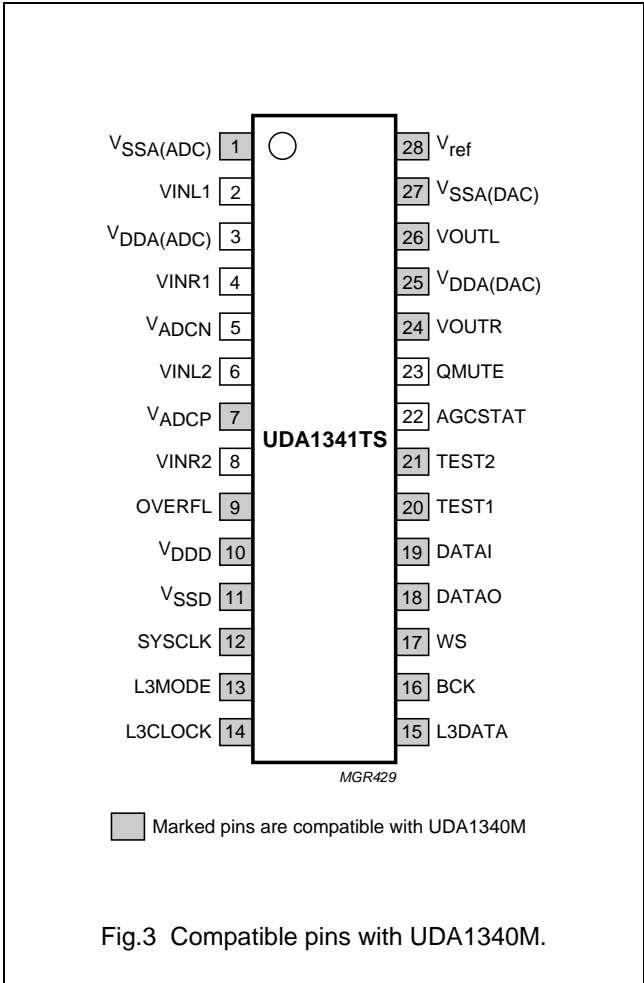 VSSA(ADC) 1 28 Vref
VINL1 2 27 VSSA(DAC)
VDDA(ADC) 3 26 VOUTL
VINR1 4 25 VDDA(DAC)
VADCN 5 24 VOUTR
VINL2 6 23 QMUTE
VADCP 7 22 AGCSTAT
UDA1341TS
VINR2 8 21 TEST2
OVERFL 9 20 TEST1
VDDD 10 19 DATAI
VSSD 11 18 DATAO
SYSCLK 12 17 WS
L3MODE 13 16 BCK
L3CLOCK 14 15 L3DATA
MGR429
Marked pins are compatible with UDA1340M
Fig.3 Compatible pins with UDA1340M.